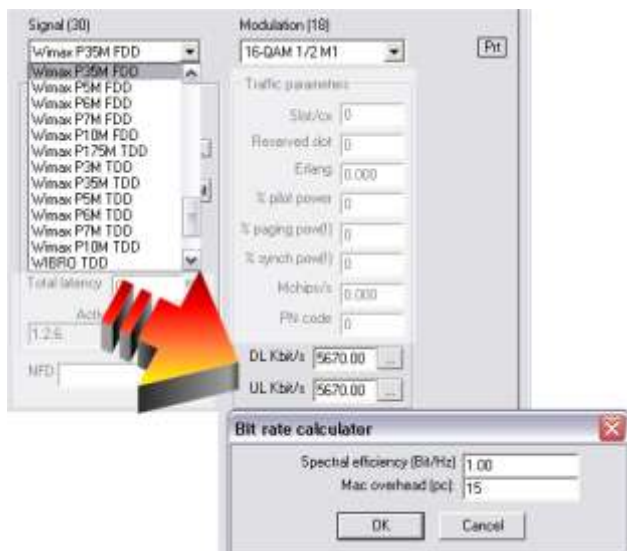 Signal (30)
Modulation (18)
Wimax P35M FDD
16-QAM 1/2 M1
Prt
Wimax P35M FDD
Wimax P5M FDD
Wimax P6M FDD
Wimax P7M FDD
Wimax P10M FDD
Wimax P175M TDD
Wimax P3M TDD
Wimax P35M TDD
Wimax P5M TDD
Wimax P6M TDD
Wimax P7M TDD
Wimax P10M TDD
WIBRO TDD
Traffic parameters
Slot/cx 0
Reserved slot 0
Erlang 0.000
% pilot power 0
% paging pow(!) 0
% synch pow(!) 0
Mchips/s 0.000
PN code 0
Total latency
1.2.6
NFD
DL Kbit/s 5670.00 ...
UL Kbit/s 5670.00 ...
Bit rate calculator
Spectral efficiency (Bit/Hz) 1.00
Mac overhead (pc) 15
OK Cancel